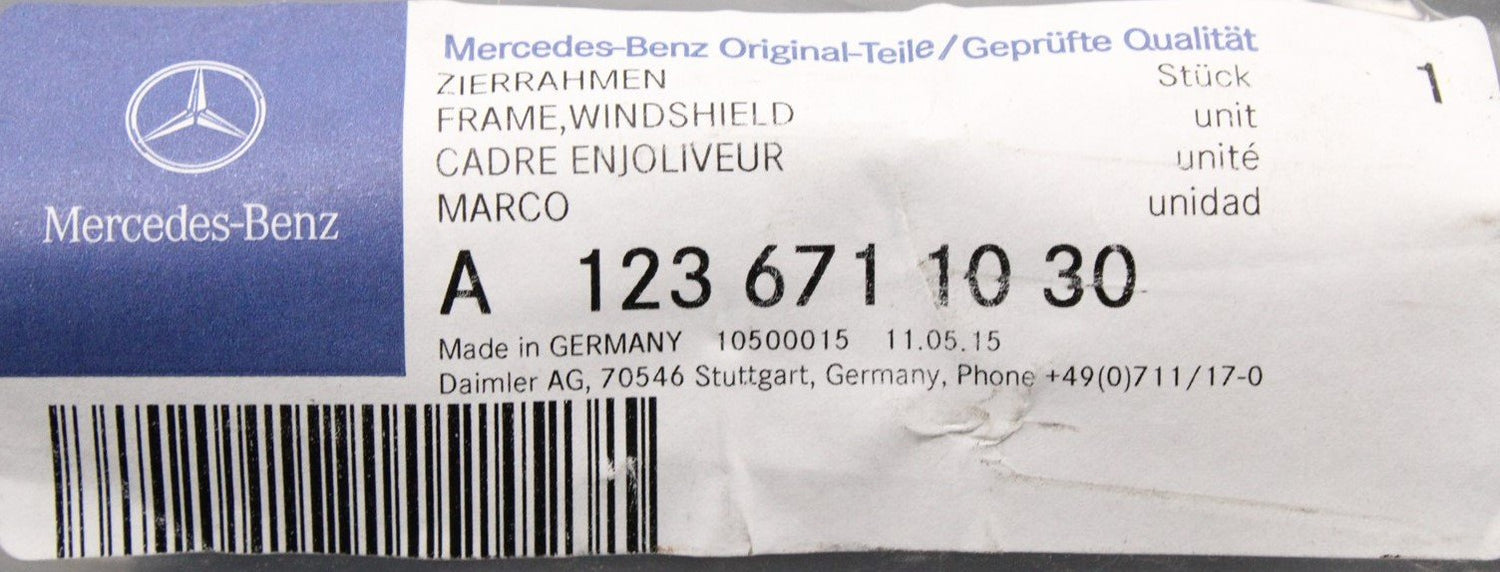 Mercedes-Benz
Mercedes-Benz Original-Teile/Geprüfte Qualität
ZIERRAHMEN Stück 1
FRAME,WINDSHIELD unit
CADRE ENJOLIVEUR unité
MARCO unidad
A 123 671 10 30
Made in GERMANY 10500015 11.05.15
Daimler AG, 70546 Stuttgart, Germany, Phone +49(0)711/17-0